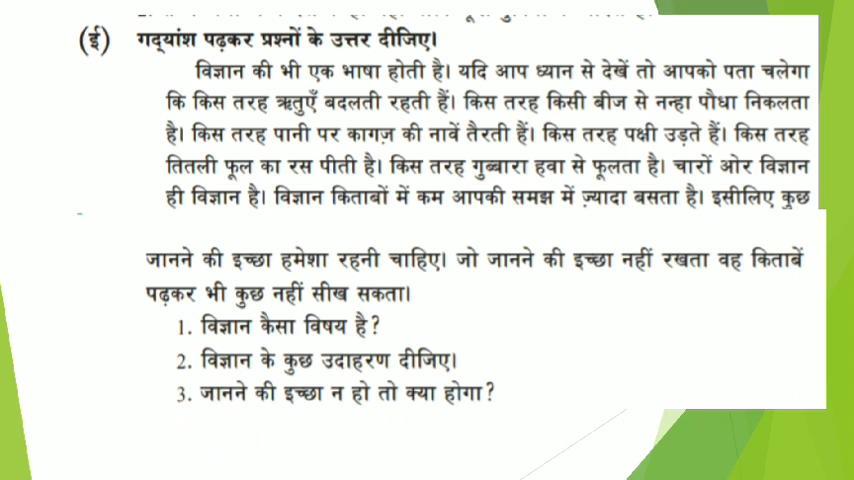 (ई) गद्यांश पढ़कर प्रश्नों के उत्तर दीजिए।
विज्ञान की भी एक भाषा होती है। यदि आप ध्यान से देखें तो आपको पता चलेगा
कि किस तरह ऋतुएँ बदलती रहती हैं। किस तरह किसी बीज से नन्हा पौधा निकलता
है। किस तरह पानी पर कागज़ की नावें तैरती हैं। किस तरह पक्षी उड़ते हैं। किस तरह
तितली फूल का रस पीती है। किस तरह गुब्बारा हवा से फूलता है। चारों ओर विज्ञान
ही विज्ञान है। विज्ञान किताबों में कम आपकी समझ में ज़्यादा बसता है। इसीलिए कुछ
जानने की इच्छा हमेशा रहनी चाहिए। जो जानने की इच्छा नहीं रखता वह किताबें
पढ़कर भी कुछ नहीं सीख सकता।
1. विज्ञान कैसा विषय है?
2. विज्ञान के कुछ उदाहरण दीजिए।
3. जानने की इच्छा न हो तो क्या होगा?